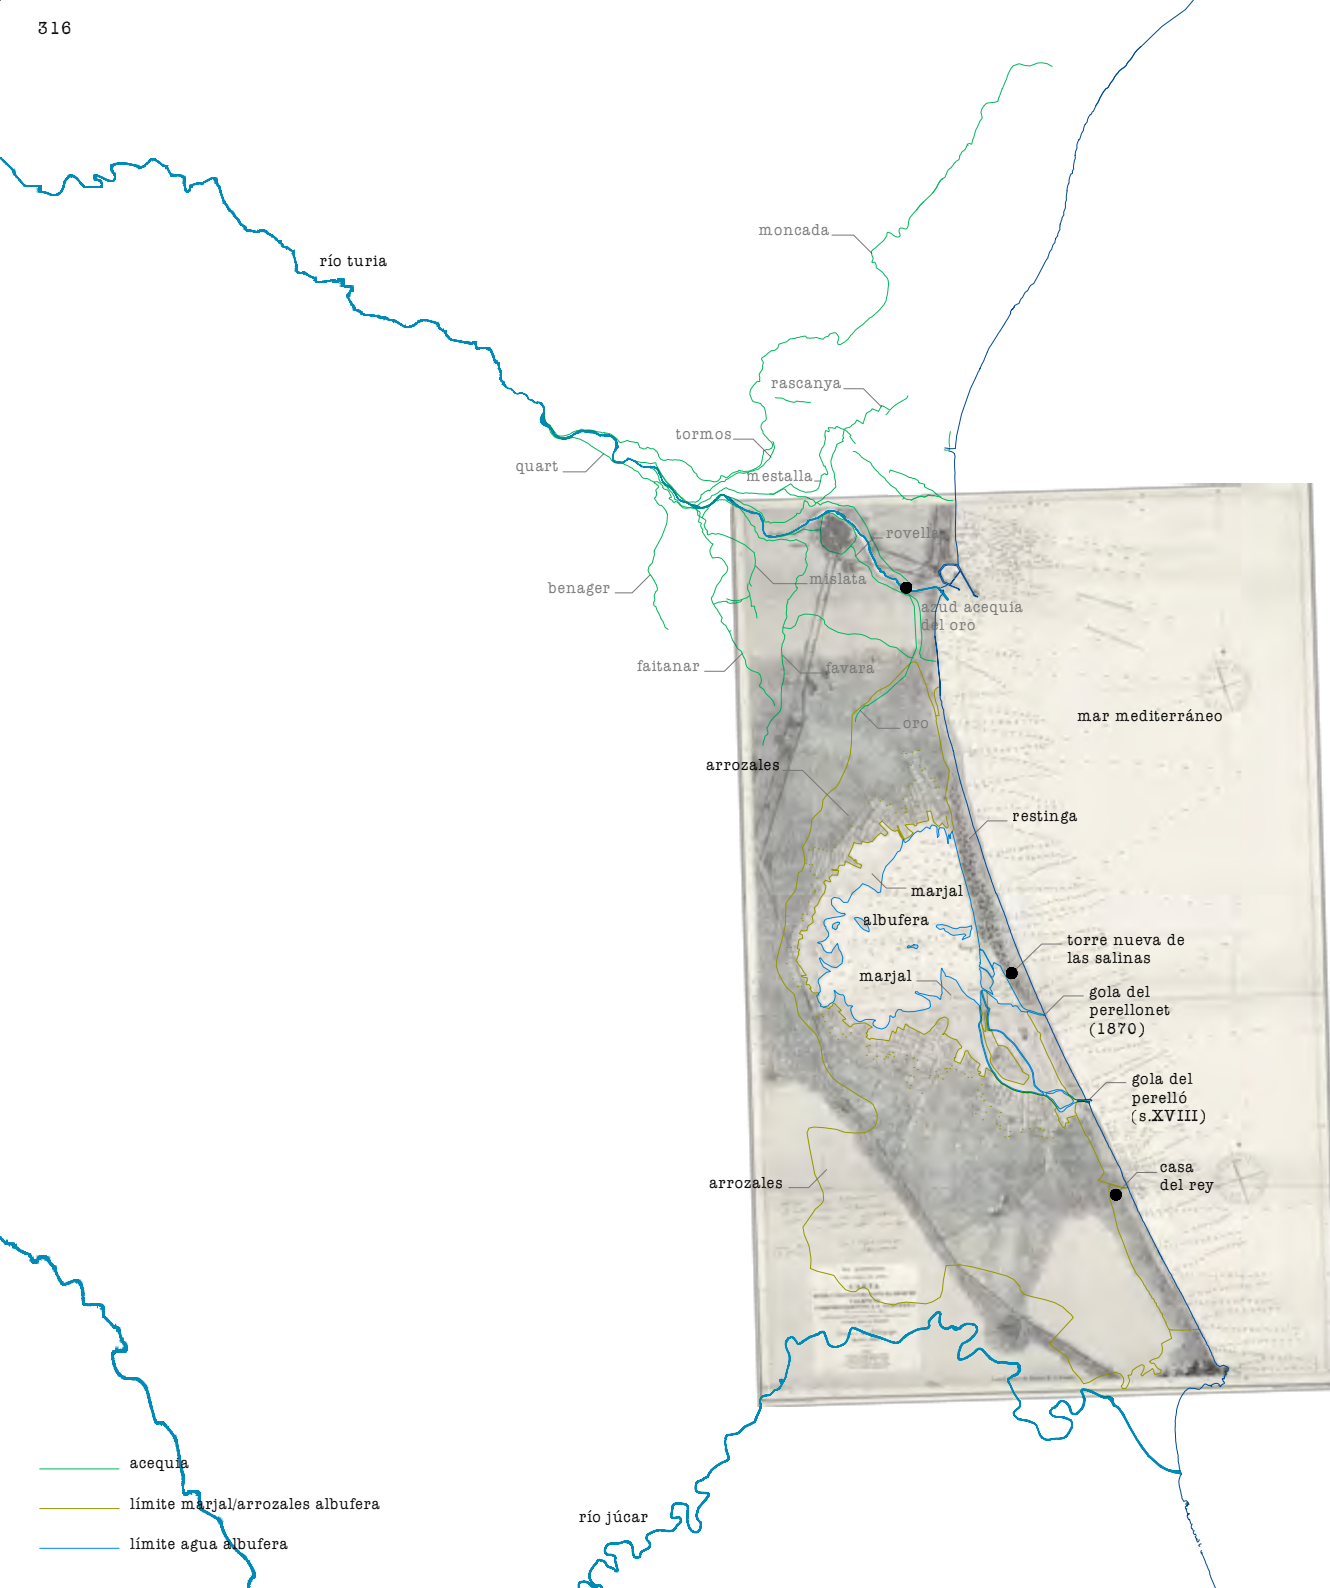 316
río turia
moncada
rascanya
tormos
quart
mestalla
rovella
mislata
benager
azud acequia
del oro
faitanar
favara
mar mediterráneo
oro
arrozales
restinga
marjal
albufera
torre nueva de
las salinas
marjal
gola del
perellonet
(1870)
gola del
perelló
(s.XVIII)
casa
del rey
arrozales
CARTA
acequia
límite marjal/arrozales albufera
límite agua albufera
río júcar